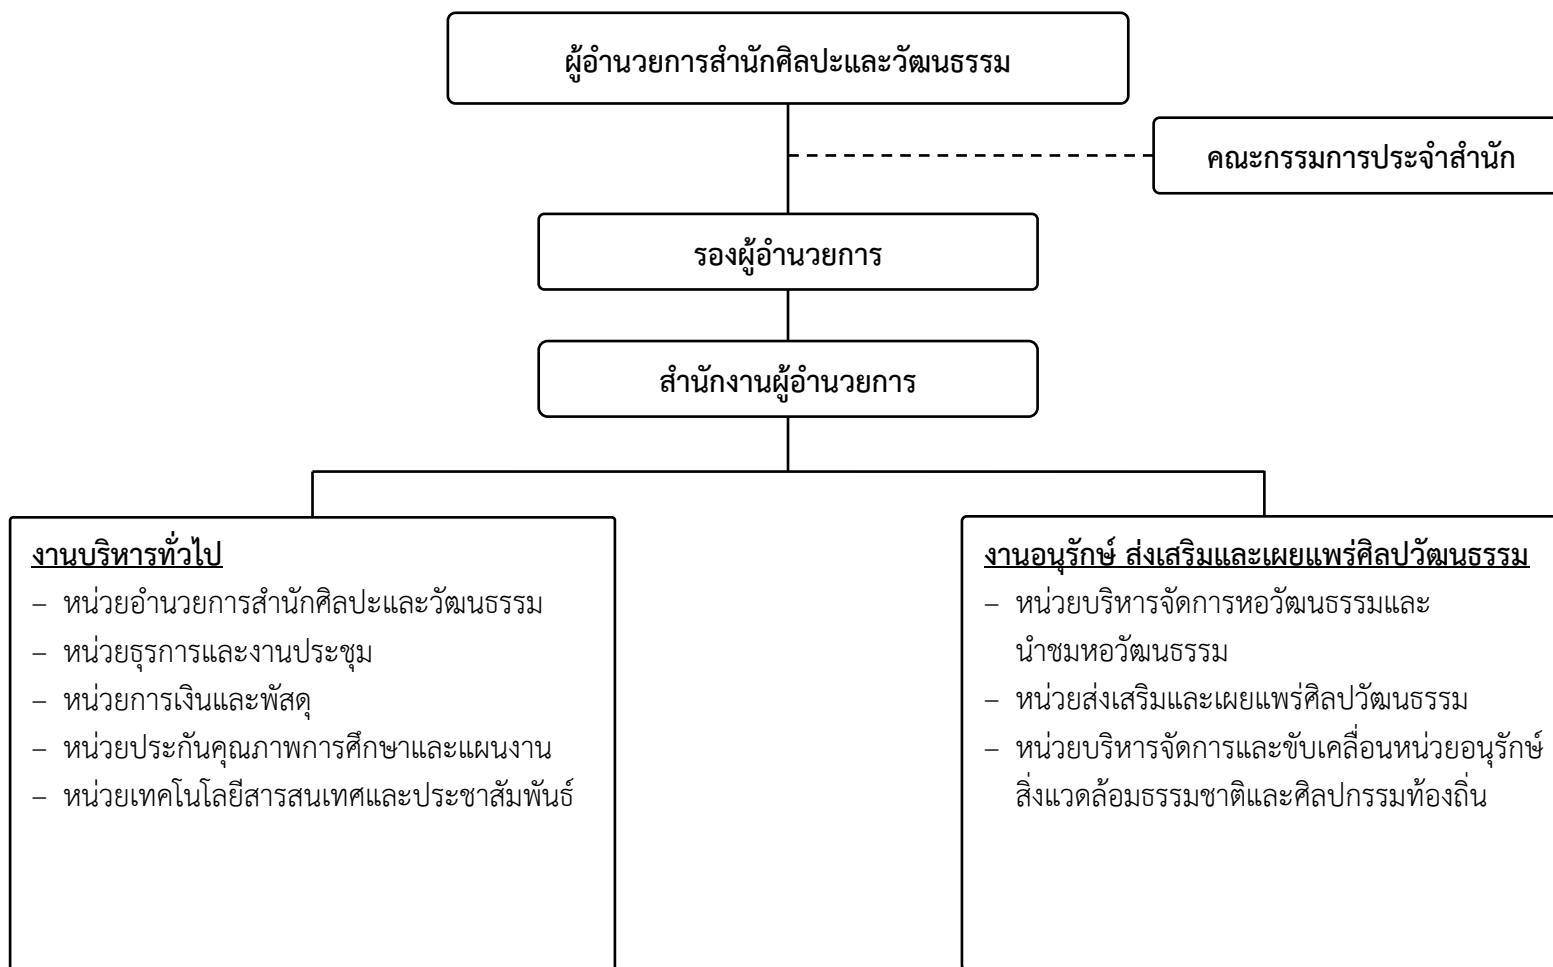 ผู้อำนวยการสำนักศิลปะและวัฒนธรรม
คณะกรรมการประจำสำนัก
รองผู้อำนวยการ
สำนักงานผู้อำนวยการ
งานบริหารทั่วไป
– หน่วยอำนวยการสำนักศิลปะและวัฒนธรรม
– หน่วยธุรการและงานประชุม
– หน่วยการเงินและพัสดุ
– หน่วยประกันคุณภาพการศึกษาและแผนงาน
– หน่วยเทคโนโลยีสารสนเทศและประชาสัมพันธ์
งานอนุรักษ์ ส่งเสริมและเผยแพร่ศิลปวัฒนธรรม
– หน่วยบริหารจัดการหอวัฒนธรรมและ
นำชมหอวัฒนธรรม
– หน่วยส่งเสริมและเผยแพร่ศิลปวัฒนธรรม
– หน่วยบริหารจัดการและขับเคลื่อนหน่วยอนุรักษ์
สิ่งแวดล้อมธรรมชาติและศิลปกรรมท้องถิ่น